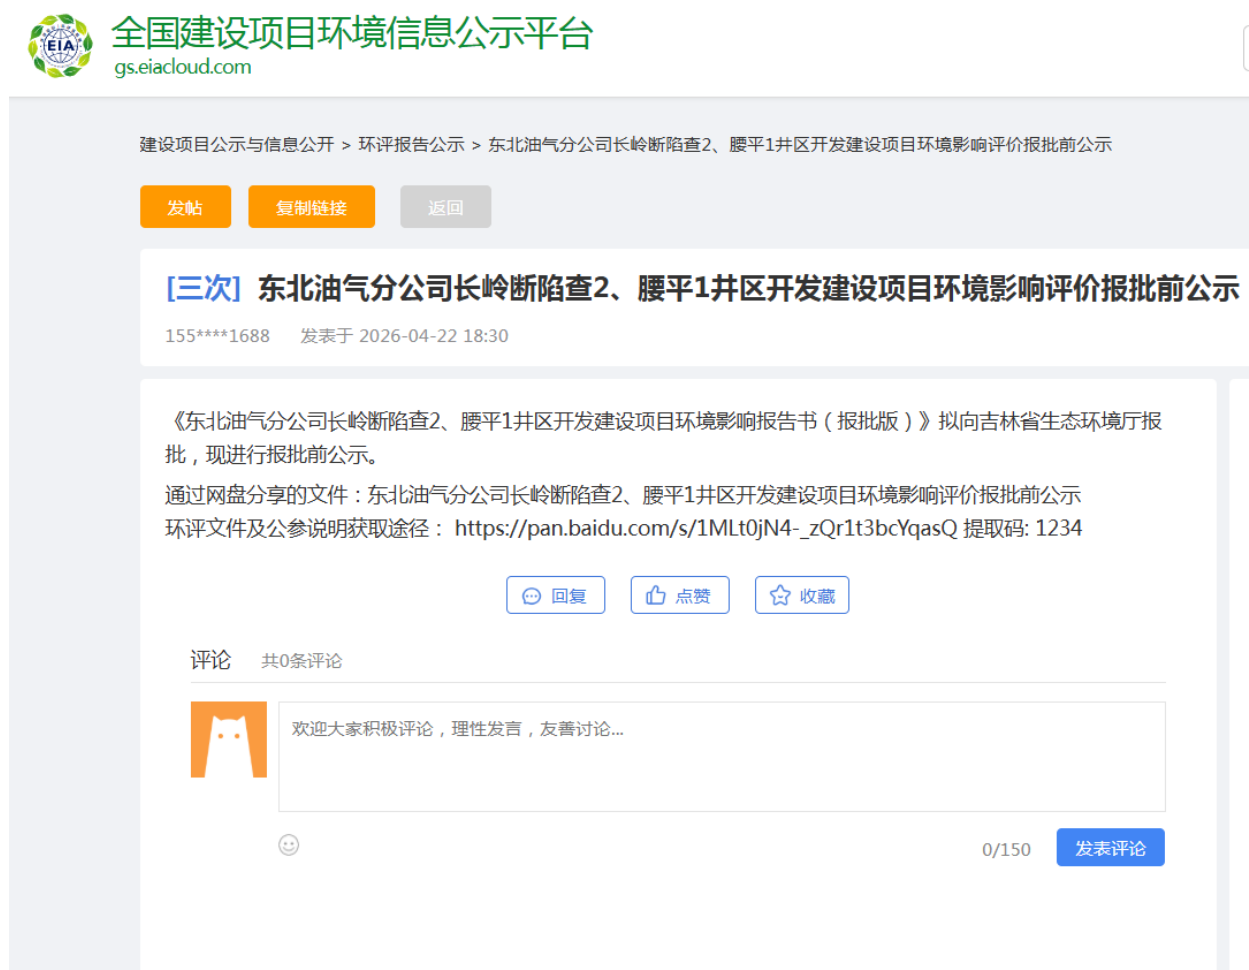 EIA
全国建设项目环境信息公示平台
gs.eiacloud.com
建设项目公示与信息公开 > 环评报告公示 > 东北油气分公司长岭断陷查2、腰平1井区开发建设项目环境影响评价报批前公示
发帖 复制链接 返回
[三次] 东北油气分公司长岭断陷查2、腰平1井区开发建设项目环境影响评价报批前公示
155****1688 发表于 2026-04-22 18:30
《东北油气分公司长岭断陷查2、腰平1井区开发建设项目环境影响报告书（报批版）》拟向吉林省生态环境厅报
批，现进行报批前公示。
通过网盘分享的文件：东北油气分公司长岭断陷查2、腰平1井区开发建设项目环境影响评价报批前公示
环评文件及公参说明获取途径： https://pan.baidu.com/s/1MLt0jN4-_zQr1t3bcYqasQ 提取码: 1234
回复 点赞 收藏
评论 共0条评论
欢迎大家积极评论，理性发言，友善讨论...
0/150 发表评论